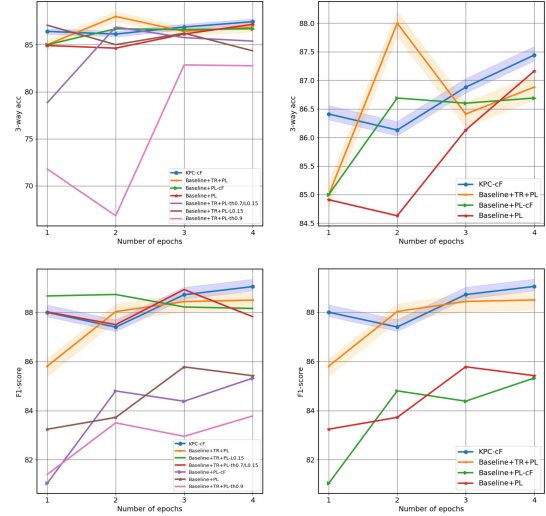 3-way acc
85
80
75
70
KPC-cF
Baseline+TR+PL
Baseline+PL-cF
Baseline+PL
Baseline+TR+PL-th0.7/L0.15
Baseline+TR+PL-L0.15
Baseline+TR+PL-th0.9
1 2 3 4
Number of epochs
3-way acc
88.0
87.5
87.0
86.5
86.0
85.5
85.0
84.5
KPC-cF
Baseline+TR+PL
Baseline+PL-cF
Baseline+PL
1 2 3 4
Number of epochs
F1-score
88
86
84
82
KPC-cF
Baseline+TR+PL
Baseline+TR+PL-L0.15
Baseline+TR+PL-th0.7/L0.15
Baseline+PL-cF
Baseline+PL
Baseline+TR+PL-th0.9
1 2 3 4
Number of epochs
F1-score
88
86
84
82
KPC-cF
Baseline+TR+PL
Baseline+PL-cF
Baseline+PL
1 2 3 4
Number of epochs